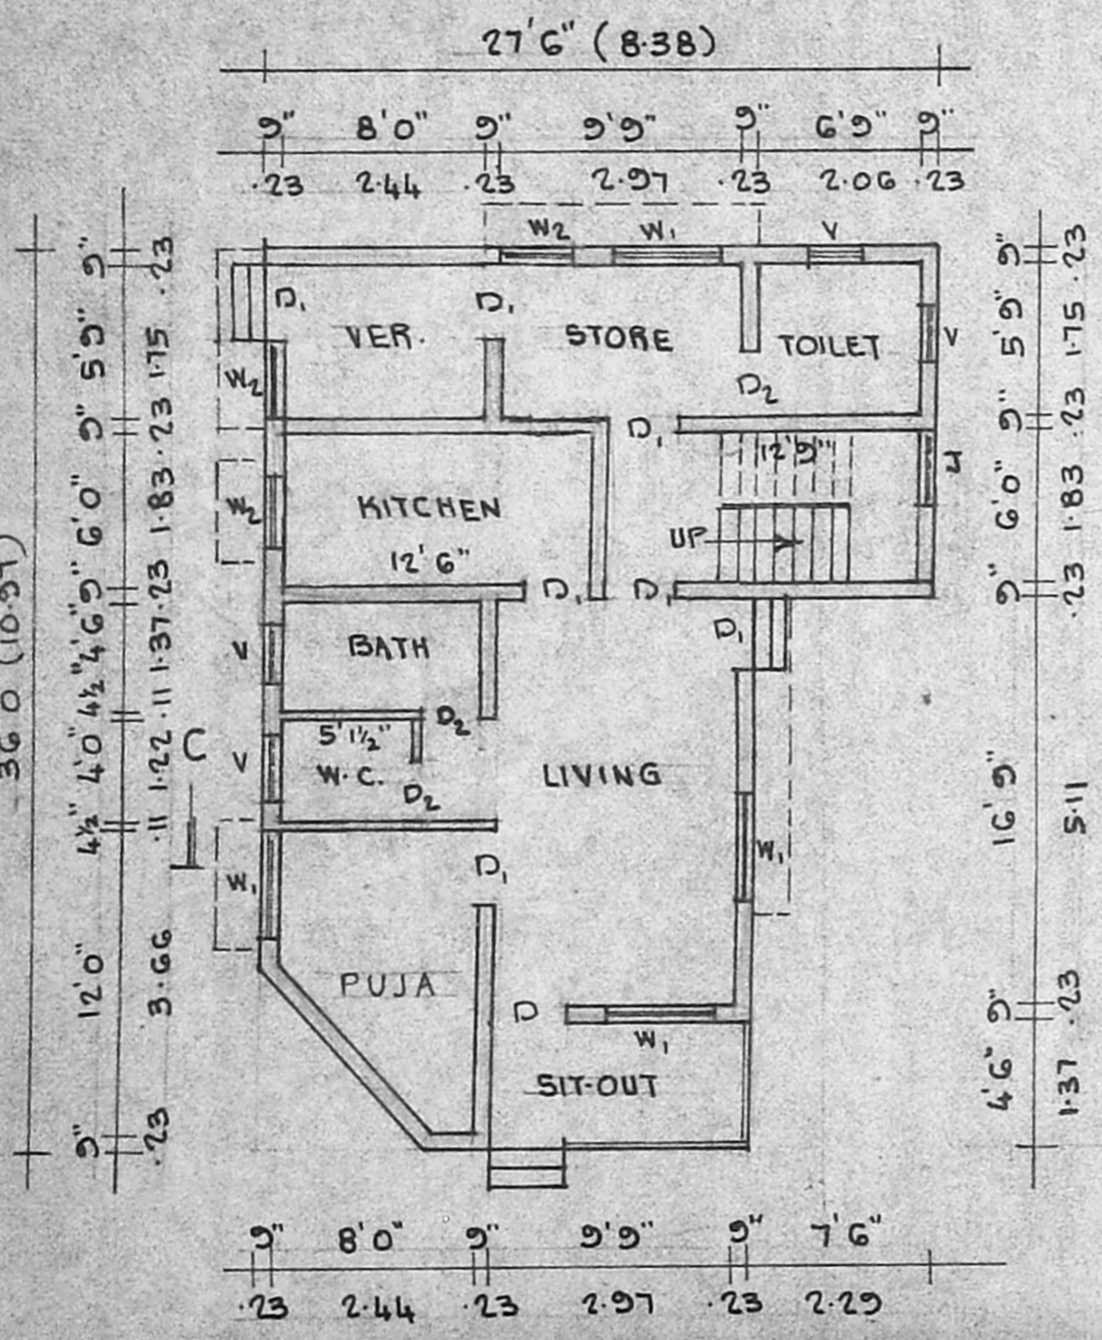 27'6" (8.38)
9" 8'0" 9" 9'9" 9" 6'9" 9"
.23 2.44 .23 2.97 .23 2.06 .23
W2 W1 V
D1 VER. D1 STORE TOILET V
W2 D2
D1
12'9"
W2 KITCHEN UP
12'6" D1 D1
V BATH D1
D2
5'1½"
C V W.C. D2 LIVING
W1 D1 W1
PUJA D
W1
SIT-OUT
36'0 (10.97)
9" 5'9" 9" 6'0" 9" 4'6" 4½" 4'0" 4½" 12'0" 9"
.23 1.75 .23 1.83 .23 1.37 .11 1.22 .11 3.66 .23
9" 5'9" 9" 6'0" 9" 16'9" 9" 4'6"
.23 1.75 .23 1.83 .23 5.11 .23 1.37
9" 8'0" 9" 9'9" 9" 7'6"
.23 2.44 .23 2.97 .23 2.29